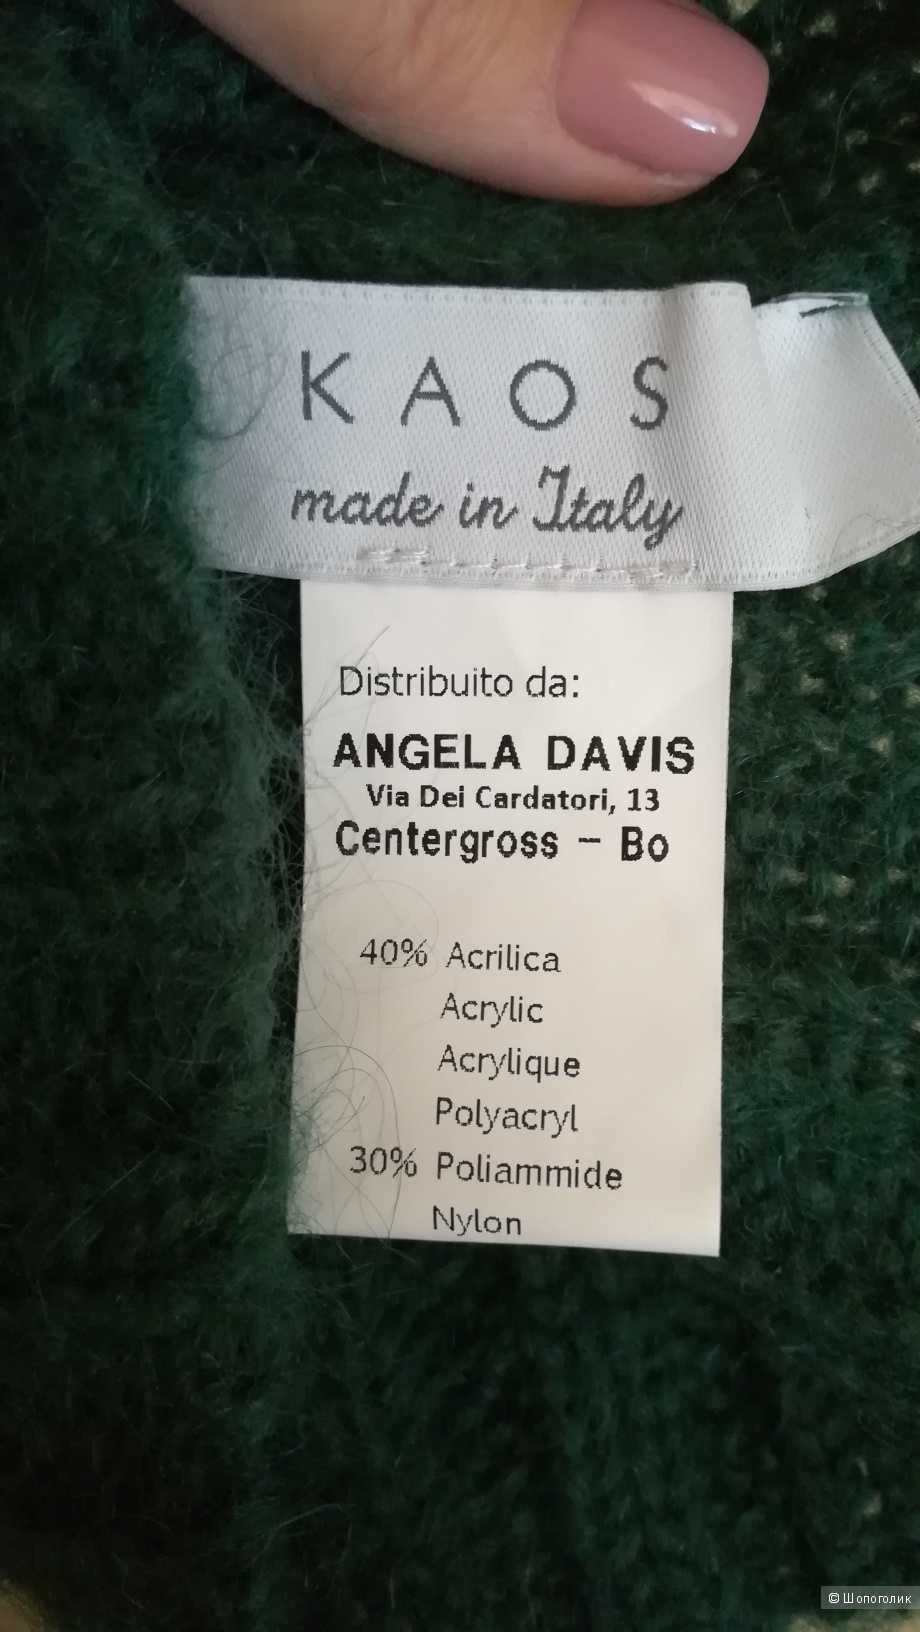 KAOS
made in Italy
Distribuito da:
ANGELA DAVIS
Via Dei Cardatori, 13
Centergross – Bo
40% Acrilica
Acrylic
Acrylique
Polyacryl
30% Poliammide
Nylon
© Шопоголик